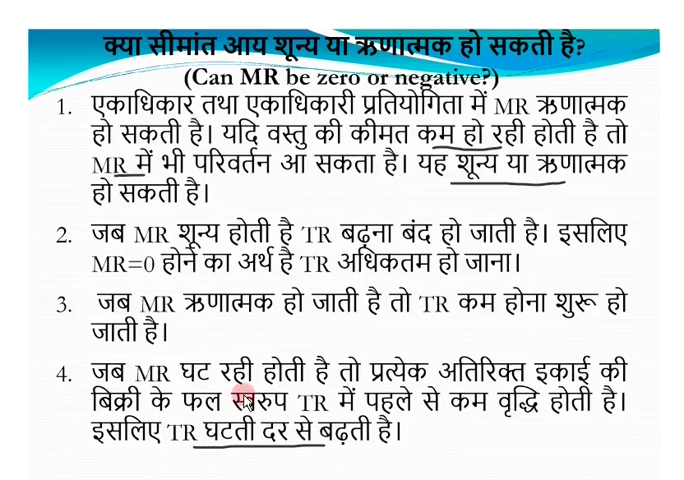 क्या सीमांत आय शून्य या ऋणात्मक हो सकती है?
(Can MR be zero or negative?)
1. एकाधिकार तथा एकाधिकारी प्रतियोगिता में MR ऋणात्मक
हो सकती है। यदि वस्तु की कीमत कम हो रही होती है तो
MR में भी परिवर्तन आ सकता है। यह शून्य या ऋणात्मक
हो सकती है।
2. जब MR शून्य होती है TR बढ़ना बंद हो जाती है। इसलिए
MR=0 होने का अर्थ है TR अधिकतम हो जाना।
3. जब MR ऋणात्मक हो जाती है तो TR कम होना शुरू हो
जाती है।
4. जब MR घट रही होती है तो प्रत्येक अतिरिक्त इकाई की
बिक्री के फल स्वरुप TR में पहले से कम वृद्धि होती है।
इसलिए TR घटती दर से बढ़ती है।